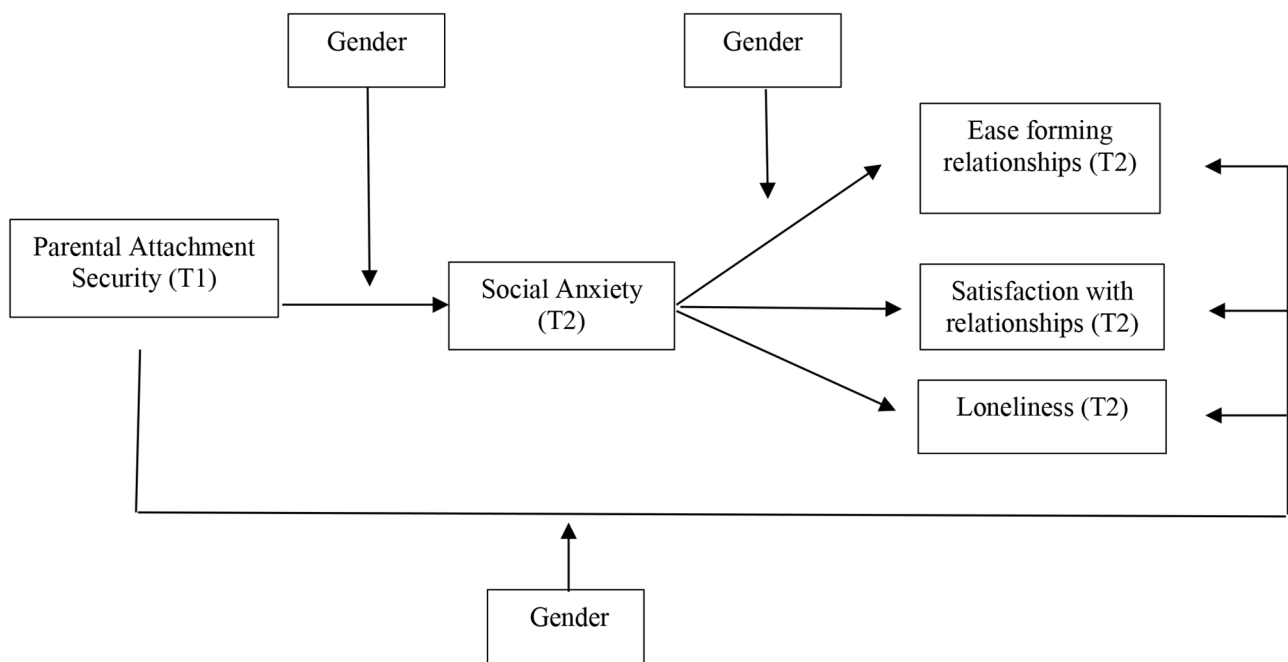 Gender
Gender
Ease forming
relationships (T2)
Parental Attachment
Security (T1)
Social Anxiety
(T2)
Satisfaction with
relationships (T2)
Loneliness (T2)
Gender